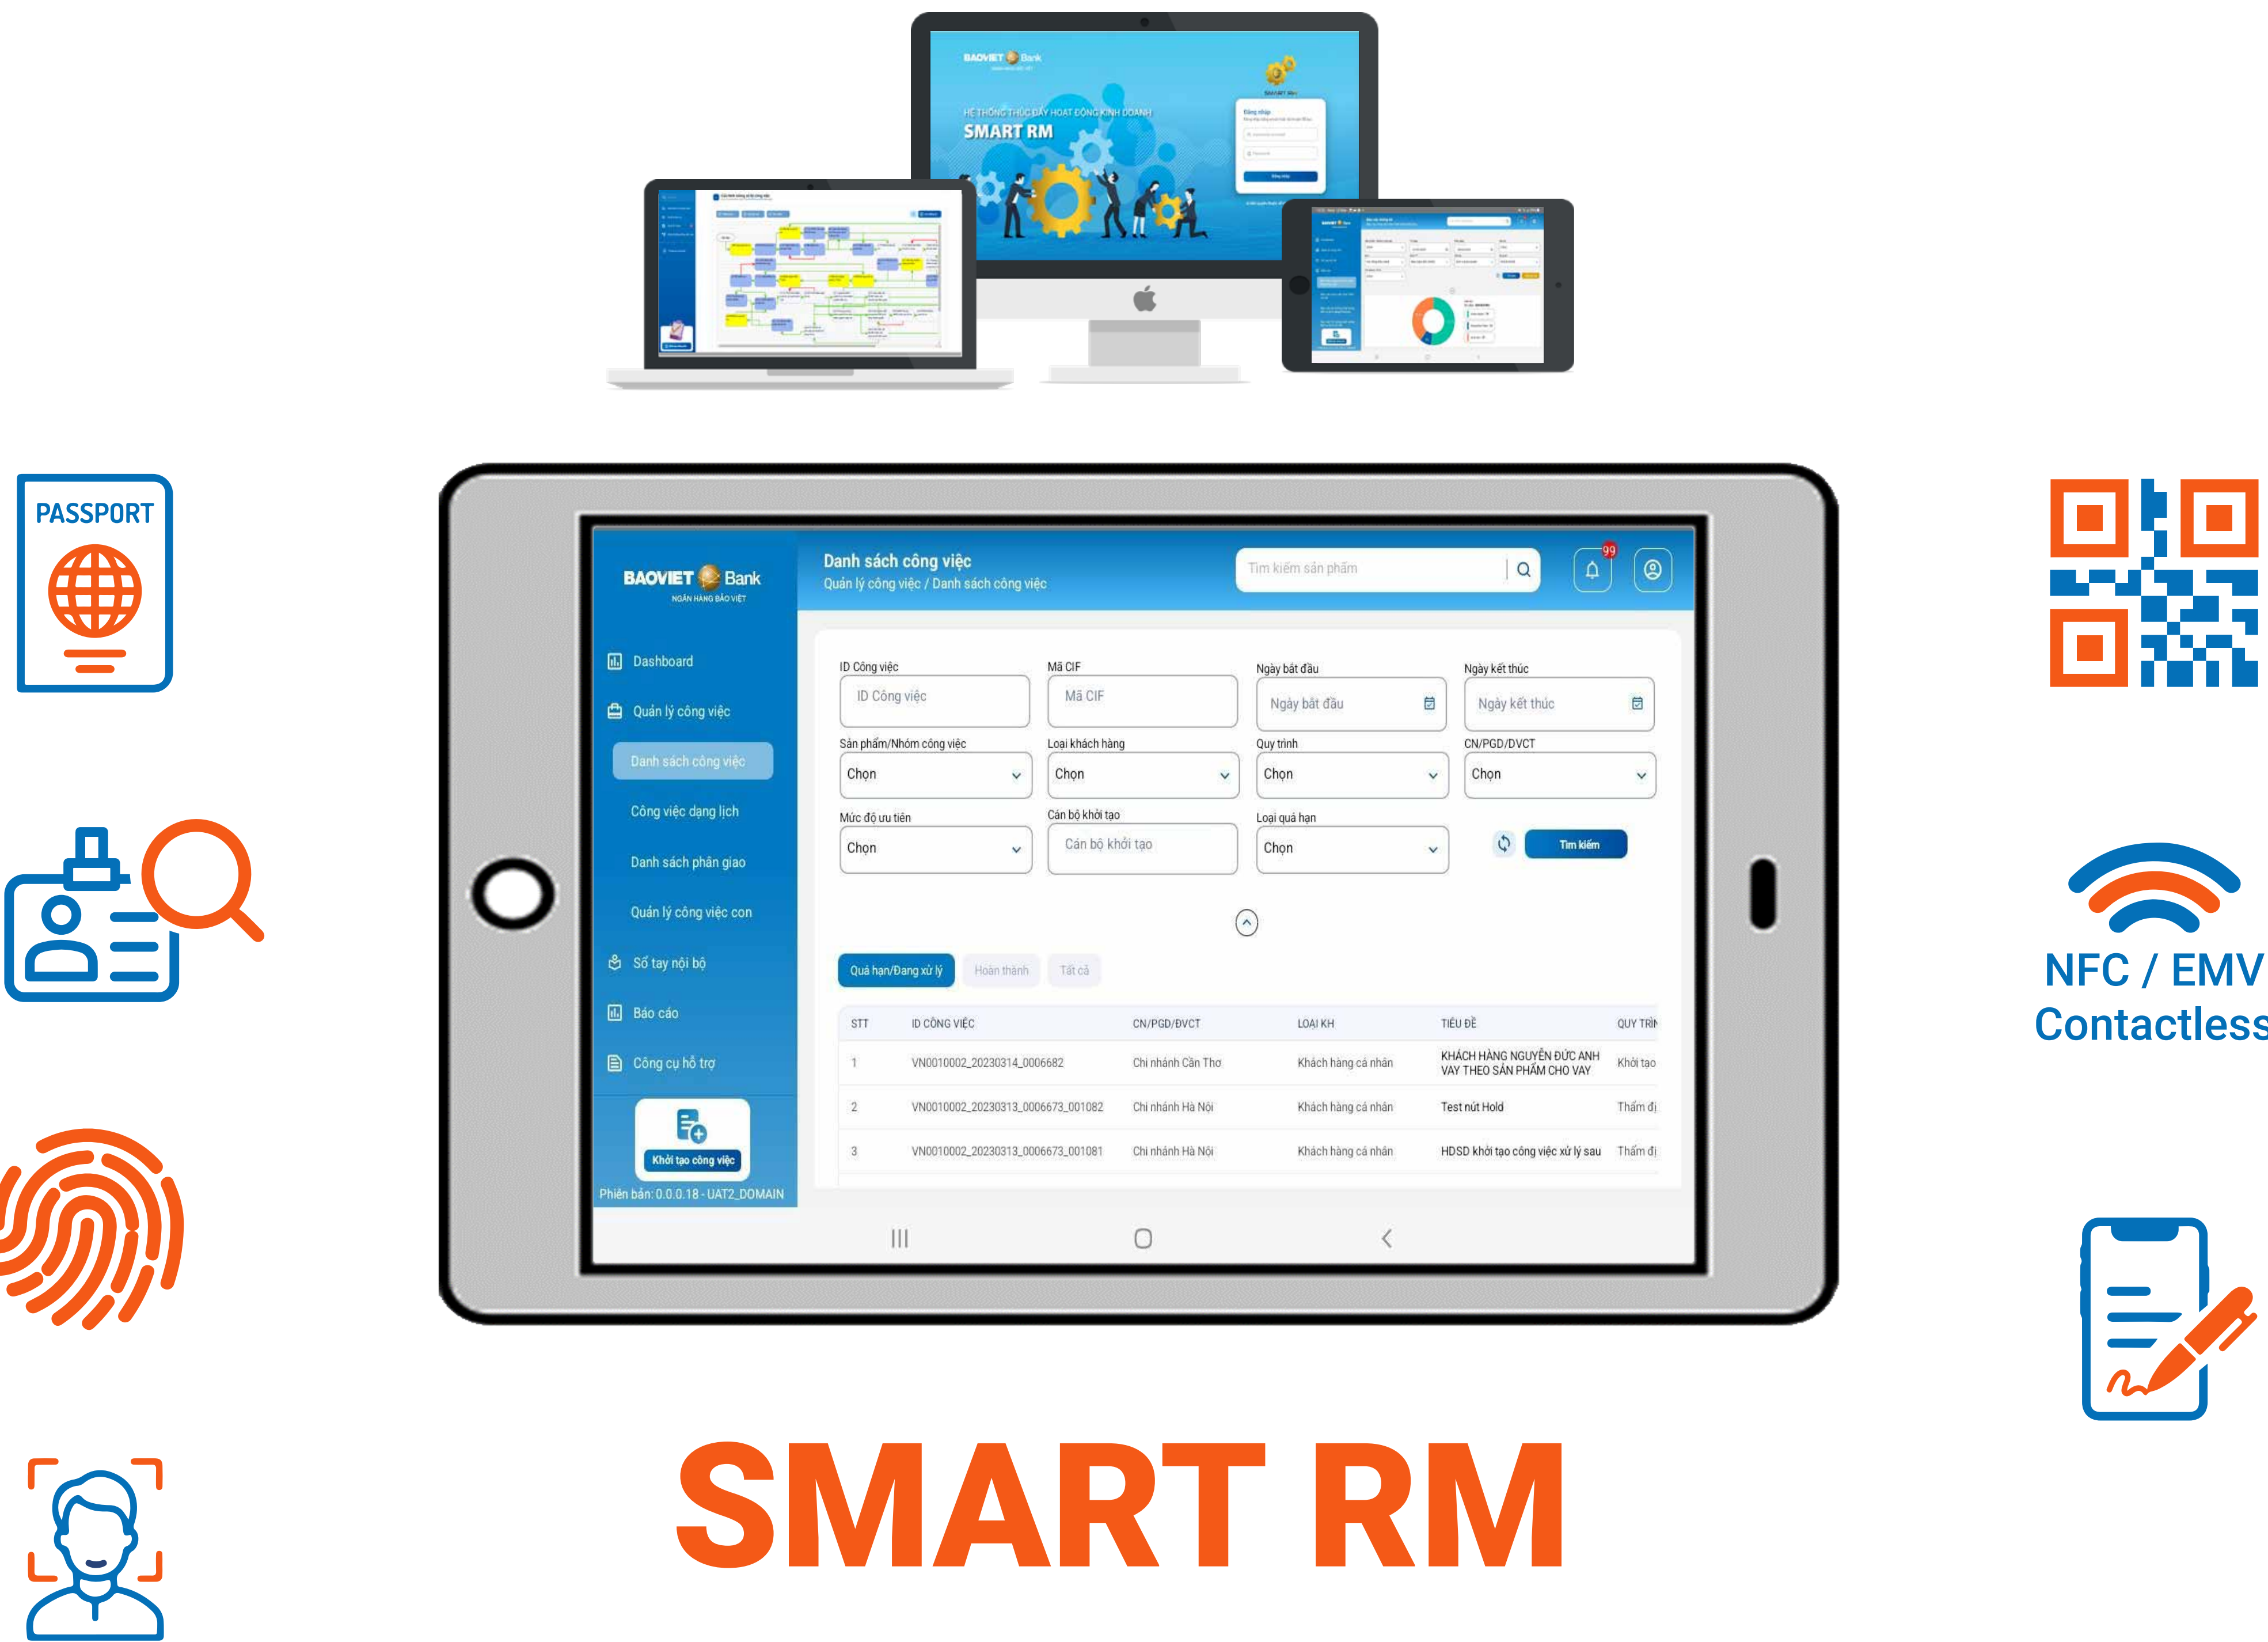 BAOVIET Bank
HỆ THỐNG THÚC ĐẨY HOẠT ĐỘNG KINH DOANH
SMART RM
Đăng nhập
PASSPORT
BAOVIET Bank
NGÂN HÀNG BẢO VIỆT
Danh sách công việc
Quản lý công việc / Danh sách công việc
Tìm kiếm sản phẩm
99
Dashboard
Quản lý công việc
Danh sách công việc
Công việc dạng lịch
Danh sách phân giao
Quản lý công việc con
Sổ tay nội bộ
Báo cáo
Công cụ hỗ trợ
Khởi tạo công việc
Phiên bản: 0.0.0.18 - UAT2_DOMAIN
ID Công việc
Mã CIF
Ngày bắt đầu
Ngày kết thúc
ID Công việc
Mã CIF
Ngày bắt đầu
Ngày kết thúc
Sản phẩm/Nhóm công việc
Loại khách hàng
Quy trình
CN/PGD/DVCT
Chọn
Chọn
Chọn
Chọn
Mức độ ưu tiên
Cán bộ khởi tạo
Loại quá hạn
Chọn
Cán bộ khởi tạo
Chọn
Tìm kiếm
Quá hạn/Đang xử lý
Hoàn thành
Tất cả
STT ID CÔNG VIỆC CN/PGD/ĐVCT LOẠI KH TIÊU ĐỀ QUY TRÌN
1 VN0010002_20230314_0006682 Chi nhánh Cần Thơ Khách hàng cá nhân KHÁCH HÀNG NGUYỄN ĐỨC ANH Khởi tạo
VAY THEO SẢN PHẨM CHO VAY
2 VN0010002_20230313_0006673_001082 Chi nhánh Hà Nội Khách hàng cá nhân Test nút Hold Thẩm đị
3 VN0010002_20230313_0006673_001081 Chi nhánh Hà Nội Khách hàng cá nhân HDSD khởi tạo công việc xử lý sau Thẩm đị
NFC / EMV
Contactless
SMART RM